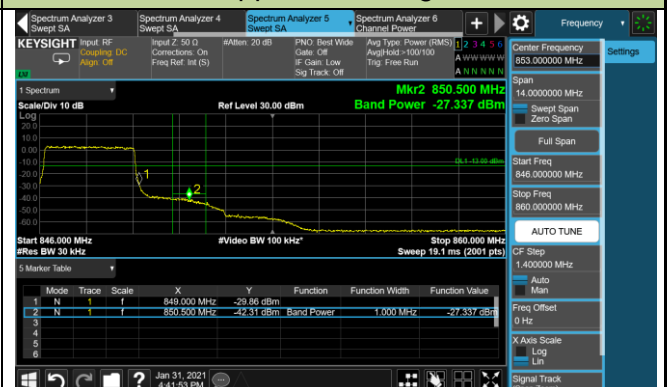 Spectrum Analyzer 3
Swept SA
Spectrum Analyzer 4
Swept SA
Spectrum Analyzer 5
Swept SA
Spectrum Analyzer 6
Channel Power
Frequency
KEYSIGHT
Input: RF
Coupling: DC
Align: Off
Input Z: 50 Ω
Corrections: On
Freq Ref: Int (S)
#Atten: 20 dB
PNO: Best Wide
Gate: Off
IF Gain: Low
Sig Track: Off
Avg Type: Power (RMS)
Avg|Hold:>100/100
Trig: Free Run
1 2 3 4 5 6
A W W W W W
A N N N N N
Center Frequency
853.000000 MHz
Settings
Span
14.0000000 MHz
Swept Span
Zero Span
Full Span
Start Freq
846.000000 MHz
Stop Freq
860.000000 MHz
AUTO TUNE
CF Step
1.400000 MHz
Auto
Man
Freq Offset
0 Hz
X Axis Scale
Log
Lin
Signal Track
1 Spectrum
Scale/Div 10 dB
Ref Level 30.00 dBm
Mkr2 850.500 MHz
Band Power -27.337 dBm
Log
20.0
10.0
0.00
-10.0
-20.0
-30.0
-40.0
-50.0
-60.0
DL1 -13.00 dBm
1
2
Start 846.000 MHz
#Video BW 100 kHz*
Stop 860.000 MHz
#Res BW 30 kHz
Sweep 19.1 ms (2001 pts)
5 Marker Table
Mode Trace Scale X Y Function Function Width Function Value
1 N 1 f 849.000 MHz -29.86 dBm
2 N 1 f 850.500 MHz -42.31 dBm Band Power 1.000 MHz -27.337 dBm
3
4
5
6
Jan 31, 2021
4:41:53 PM